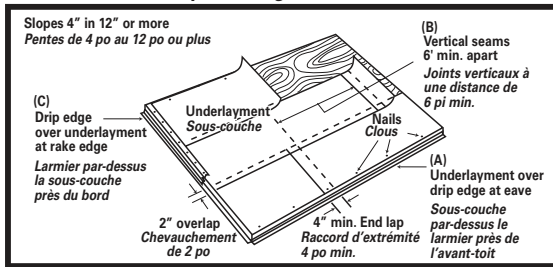 Slopes 4” in 12” or more
Pentes de 4 po au 12 po ou plus
(B)
Vertical seams
6' min. apart
Joints verticaux à
une distance de
6 pi min.
(C)
Drip edge
over underlayment
at rake edge
Larmier par-dessus
la sous-couche
près du bord
Underlayment
Sous-couche
Nails
Clous
(A)
Underlayment over
drip edge at eave
Sous-couche
par-dessus le
larmier près de
l’avant-toit
2” overlap
Chevauchement
de 2 po
4” min. End lap
Raccord d’extrémité
4 po min.